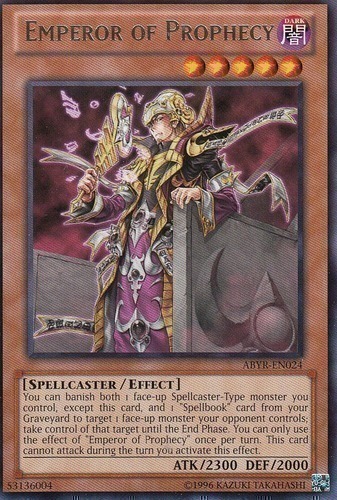 EMPEROR OF PROPHECY
DARK
闇
ABYR-EN024
[SPELLCASTER / EFFECT]
You can banish both 1 face-up Spellcaster-Type monster you
control, except this card, and 1 "Spellbook" card from your
Graveyard to target 1 face-up monster your opponent controls;
take control of that target until the End Phase. You can only use
the effect of "Emperor of Prophecy" once per turn. This card
cannot attack during the turn you activate this effect.
ATK/2300 DEF/2000
53136004
©1996 KAZUKI TAKAHASHI